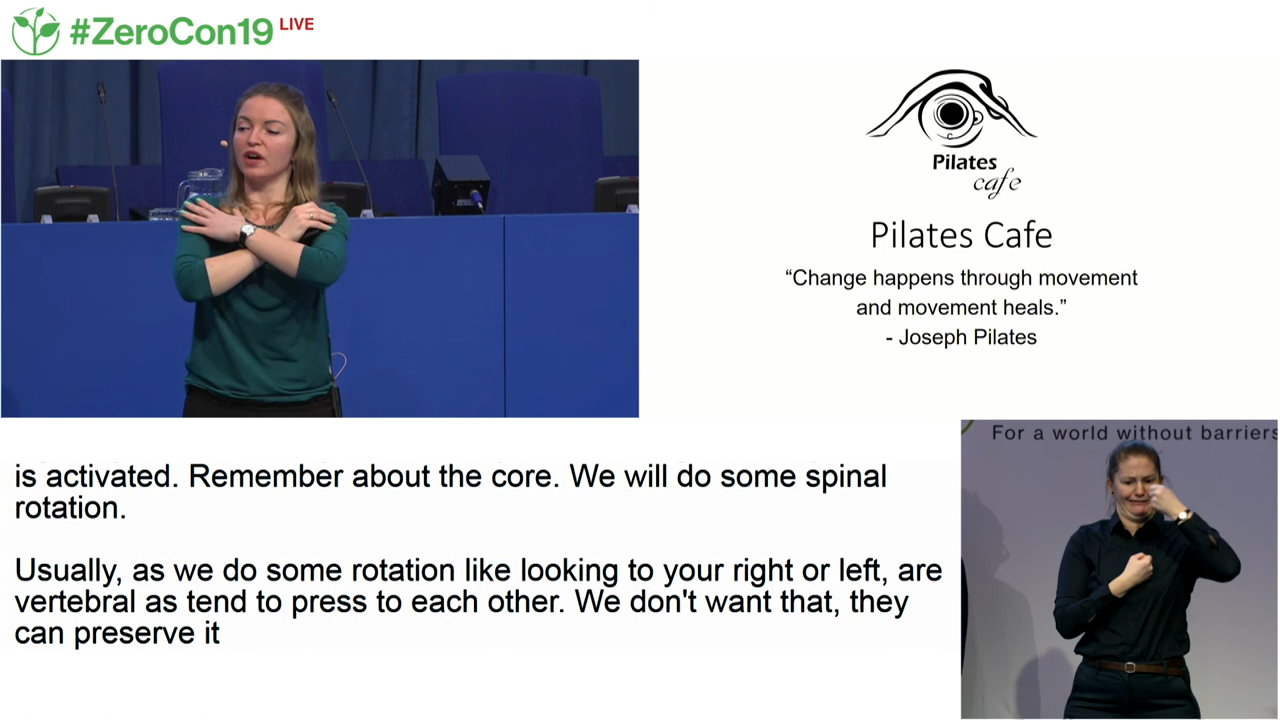 #ZeroCon19 LIVE
Pilates
cafe
Pilates Cafe
“Change happens through movement
and movement heals.”
- Joseph Pilates
is activated. Remember about the core. We will do some spinal
rotation.
Usually, as we do some rotation like looking to your right or left, are
vertebral as tend to press to each other. We don't want that, they
can preserve it
For a world without barriers